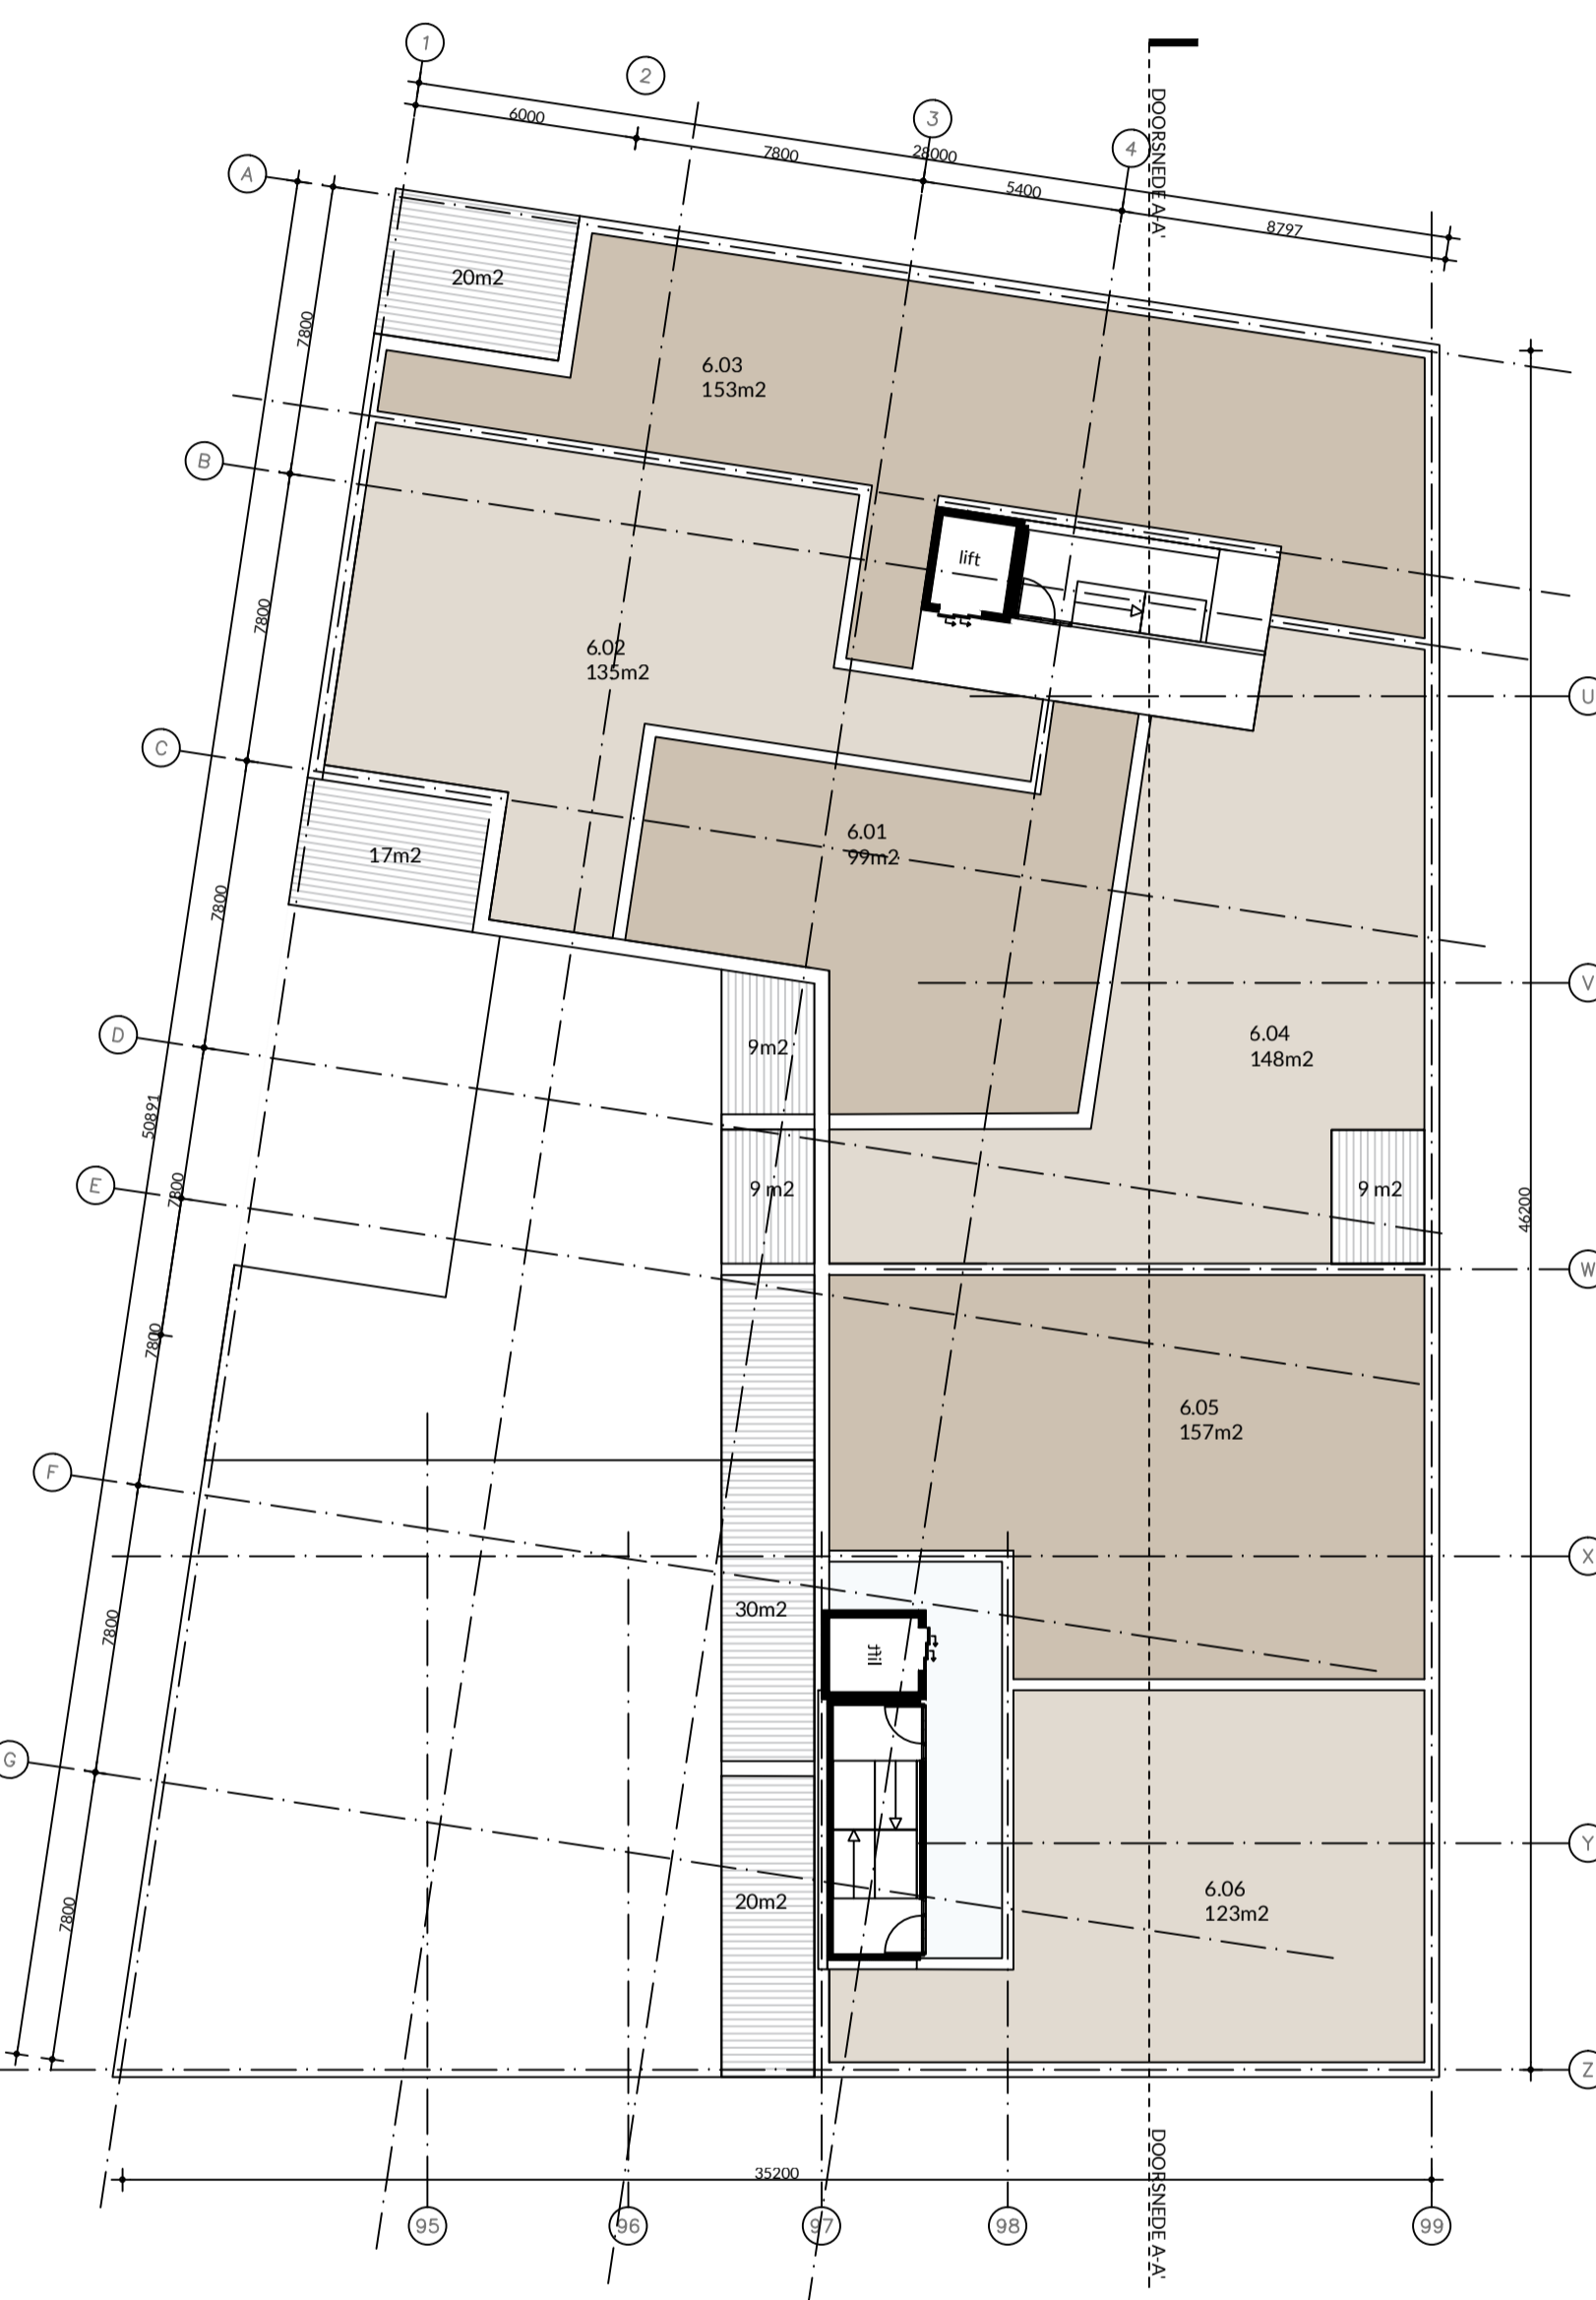 1
2
3
4
DOORSNEDE A-A'
6000
7800
28000
5400
8797
A
20m2
7800
6.03
153m2
B
lift
7800
6.02
135m2
U
C
6.01
99m2
17m2
7800
V
D
9m2
6.04
148m2
50891
E
7800
9 m2
9 m2
46200
W
7800
6.05
157m2
F
X
7800
30m2
lift
G
Y
7800
20m2
6.06
123m2
Z
35200
DOORSNEDE A-A'
95
96
97
98
99